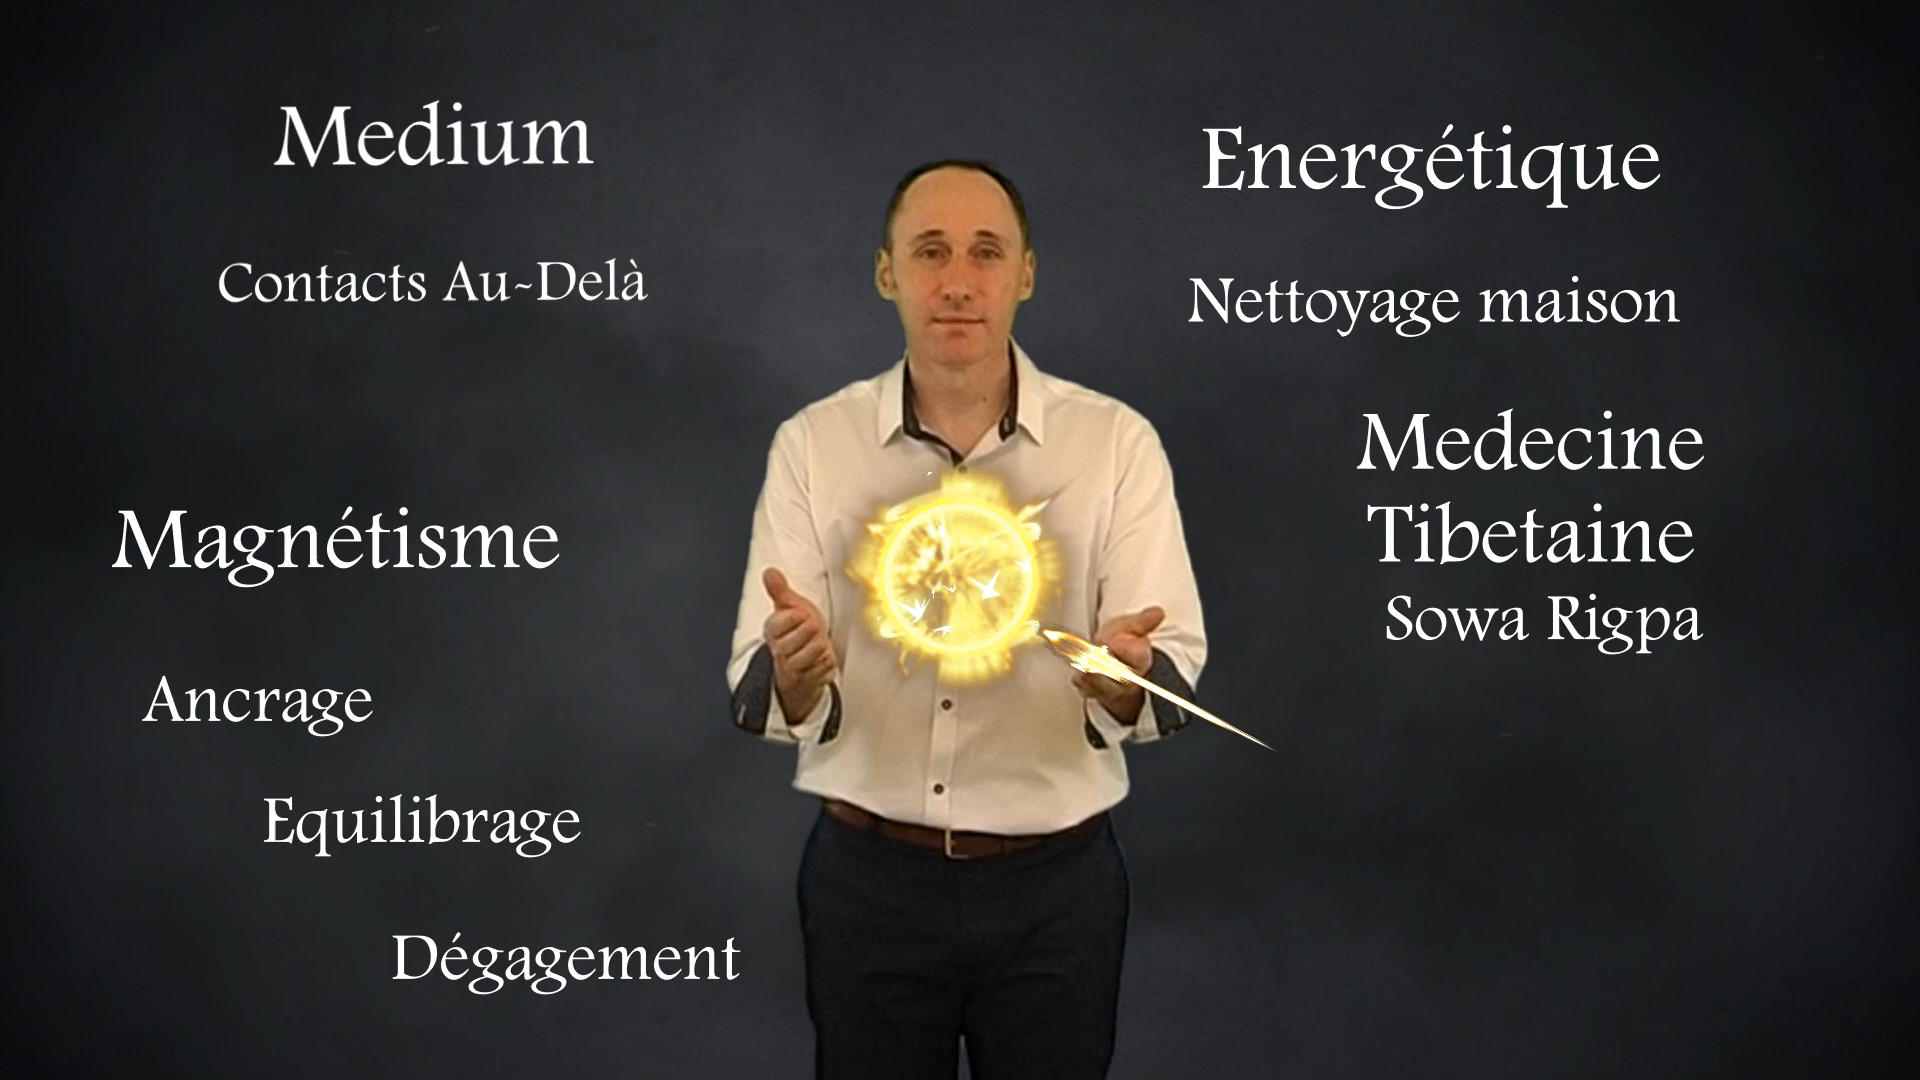 Medium
Contacts Au-Delà
Magnétisme
Ancrage
Equilibrage
Dégagement
Energétique
Nettoyage maison
Medecine
Tibetaine
Sowa Rigpa